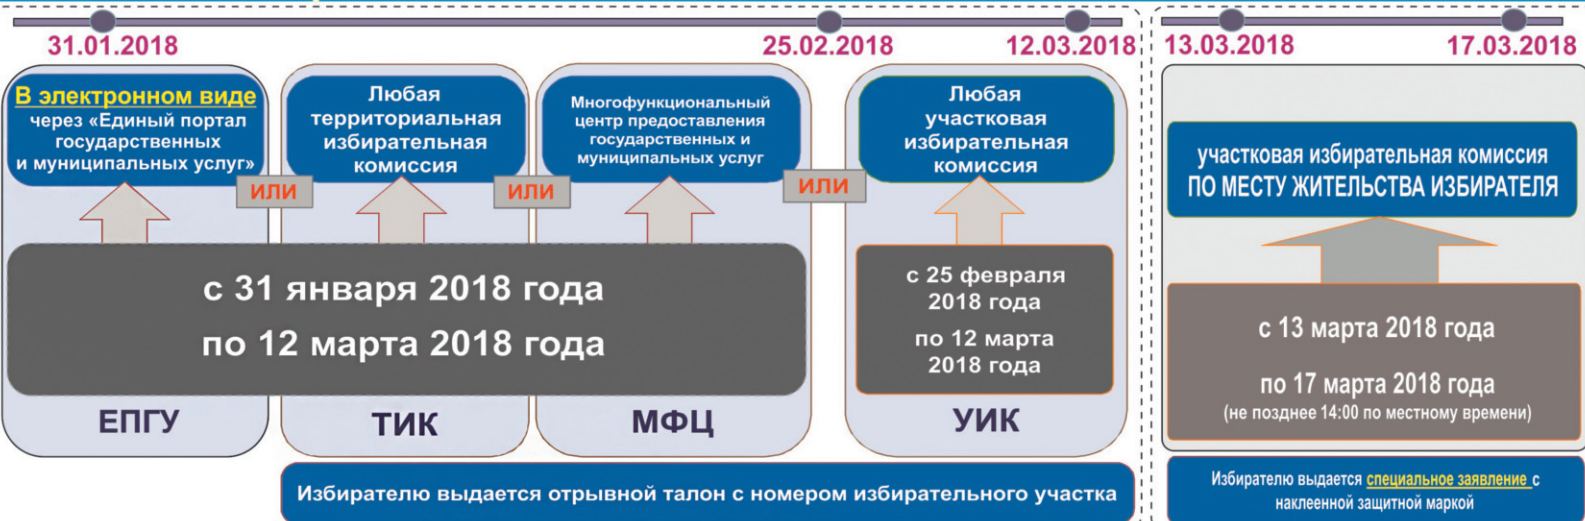 31.01.2018
25.02.2018
12.03.2018
13.03.2018
17.03.2018
В электронном виде
через «Единый портал
государственных
и муниципальных услуг»
ИЛИ
Любая
территориальная
избирательная
комиссия
ИЛИ
Многофункциональный
центр предоставления
государственных и
муниципальных услуг
ИЛИ
Любая
участковая
избирательная
комиссия
участковая избирательная комиссия
ПО МЕСТУ ЖИТЕЛЬСТВА ИЗБИРАТЕЛЯ
с 31 января 2018 года
по 12 марта 2018 года
с 25 февраля
2018 года
по 12 марта
2018 года
с 13 марта 2018 года
по 17 марта 2018 года
(не позднее 14:00 по местному времени)
ЕПГУ
ТИК
МФЦ
УИК
Избирателю выдается отрывной талон с номером избирательного участка
Избирателю выдается специальное заявление с
наклеенной защитной маркой